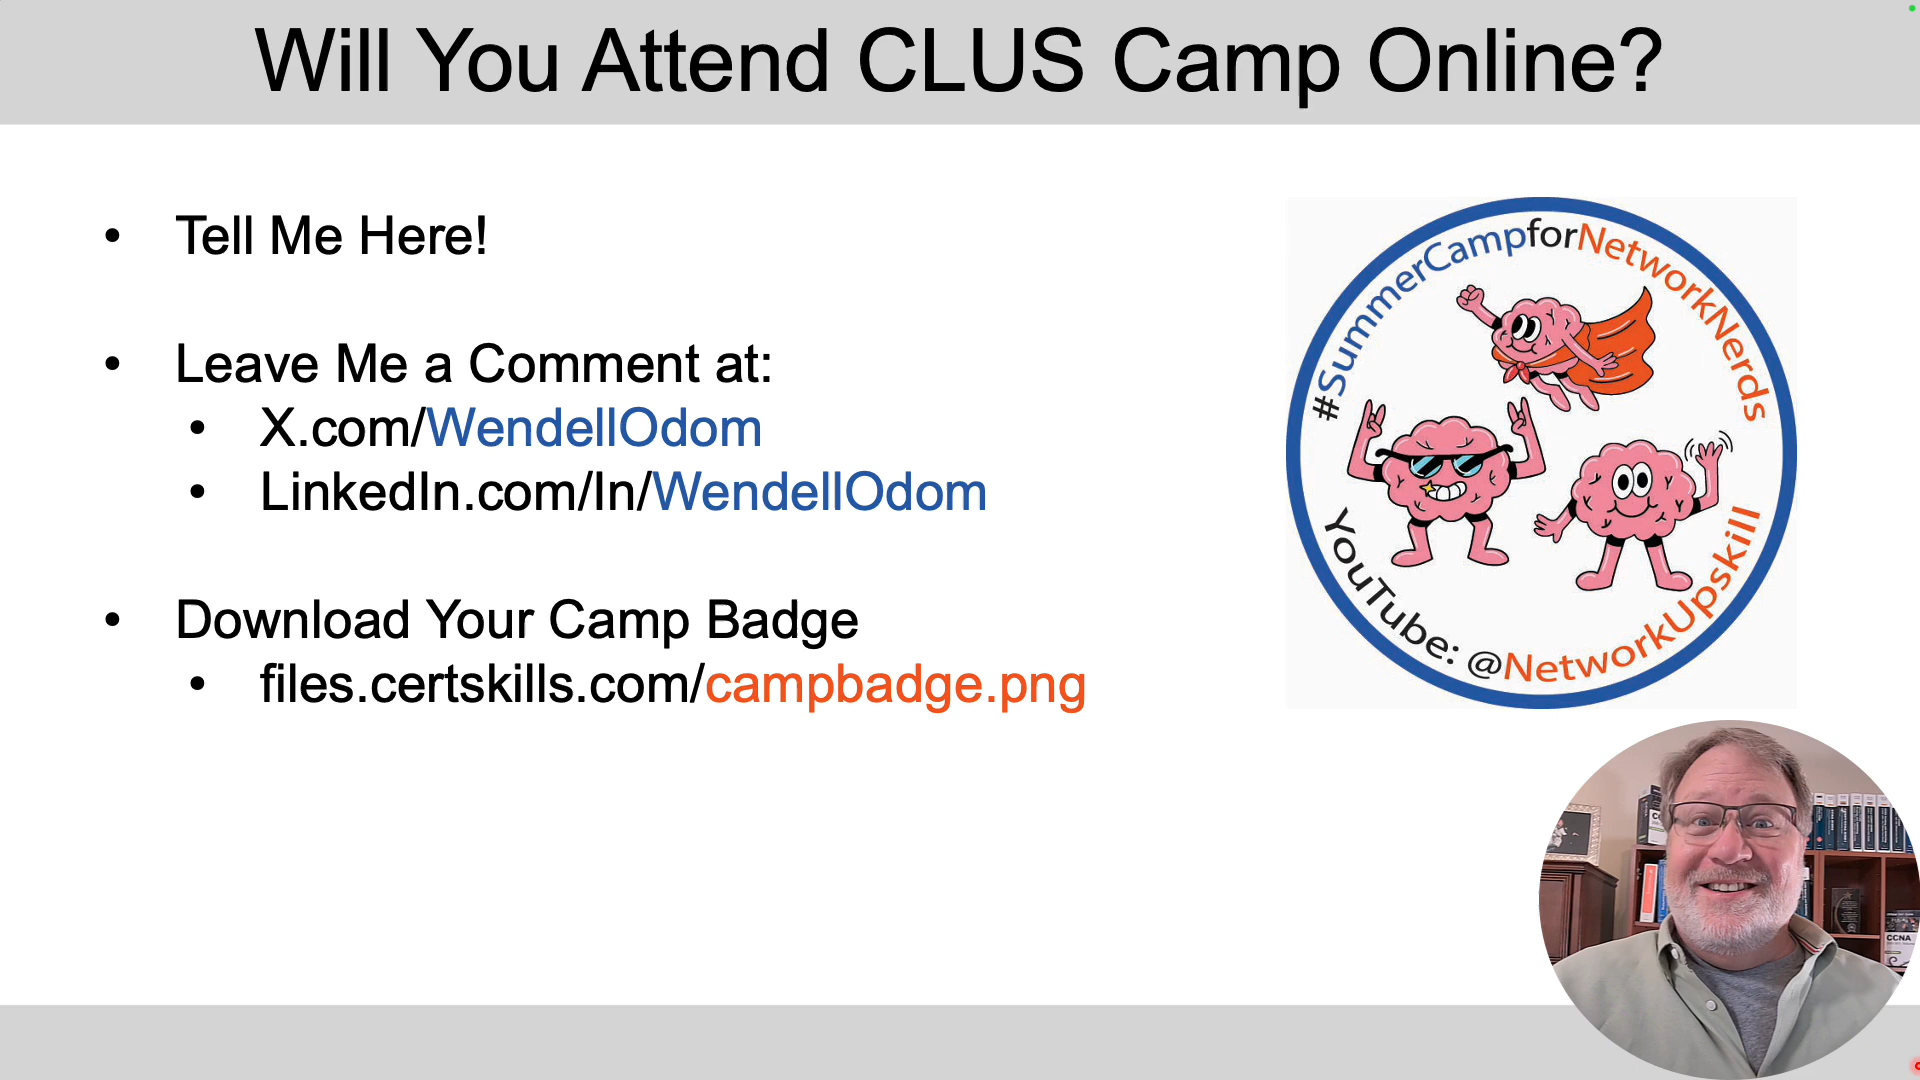 Will You Attend CLUS Camp Online?
• Tell Me Here!
• Leave Me a Comment at:
• X.com/WendellOdom
• LinkedIn.com/In/WendellOdom
• Download Your Camp Badge
• files.certskills.com/campbadge.png
#SummerCampforNetworkNerds
YouTube: @NetworkUpskill
CCNA